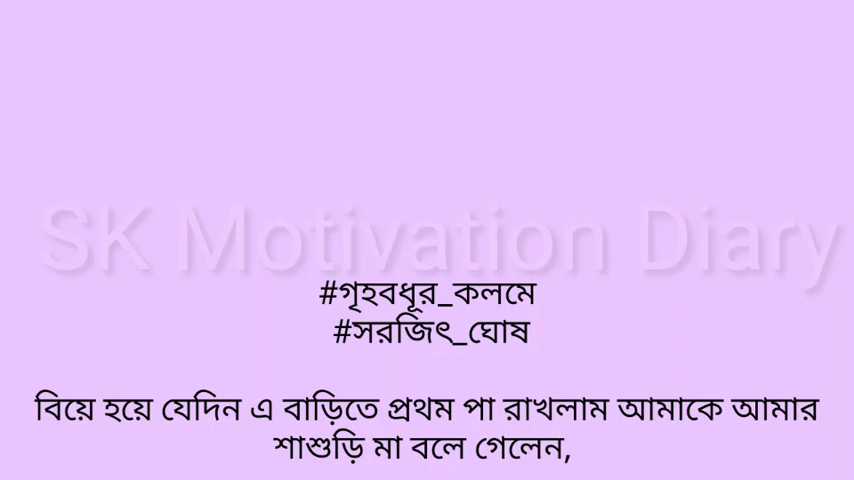 SK Motivation Diary
#গৃহবধূর_কলমে
#সরজিৎ_ঘোষ
বিয়ে হয়ে যেদিন এ বাড়িতে প্রথম পা রাখলাম আমাকে আমার
শাশুড়ি মা বলে গেলেন,